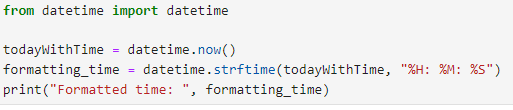 from datetime import datetime
todayWithTime = datetime.now()
formatting_time = datetime.strftime(todayWithTime, "%H: %M: %S")
print("Formatted time: ", formatting_time)